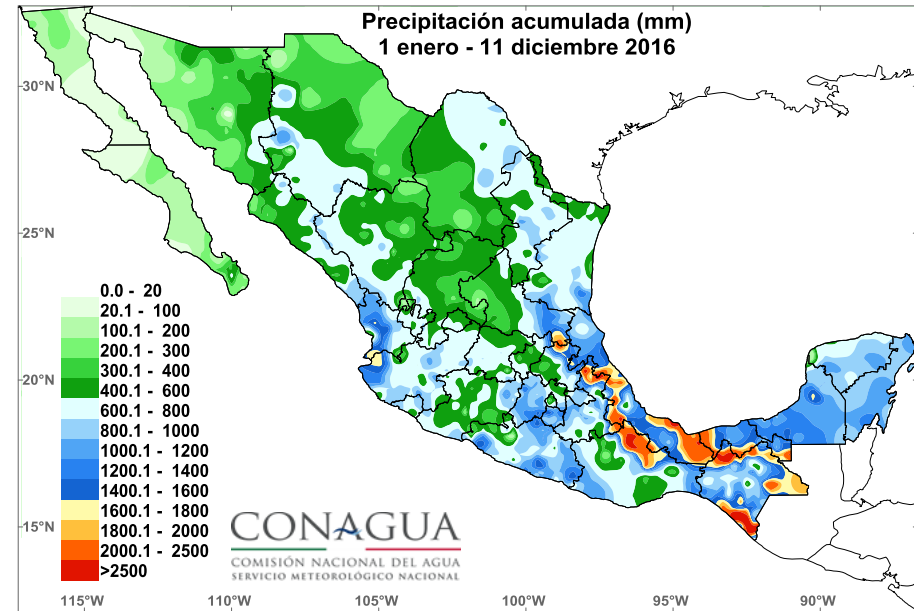 Precipitación acumulada (mm)
1 enero - 11 diciembre 2016
30°N
25°N
20°N
15°N
0.0 - 20
20.1 - 100
100.1 - 200
200.1 - 300
300.1 - 400
400.1 - 600
600.1 - 800
800.1 - 1000
1000.1 - 1200
1200.1 - 1400
1400.1 - 1600
1600.1 - 1800
1800.1 - 2000
2000.1 - 2500
>2500
CONAGUA
COMISIÓN NACIONAL DEL AGUA
SERVICIO METEOROLÓGICO NACIONAL
115°W 110°W 105°W 100°W 95°W 90°W